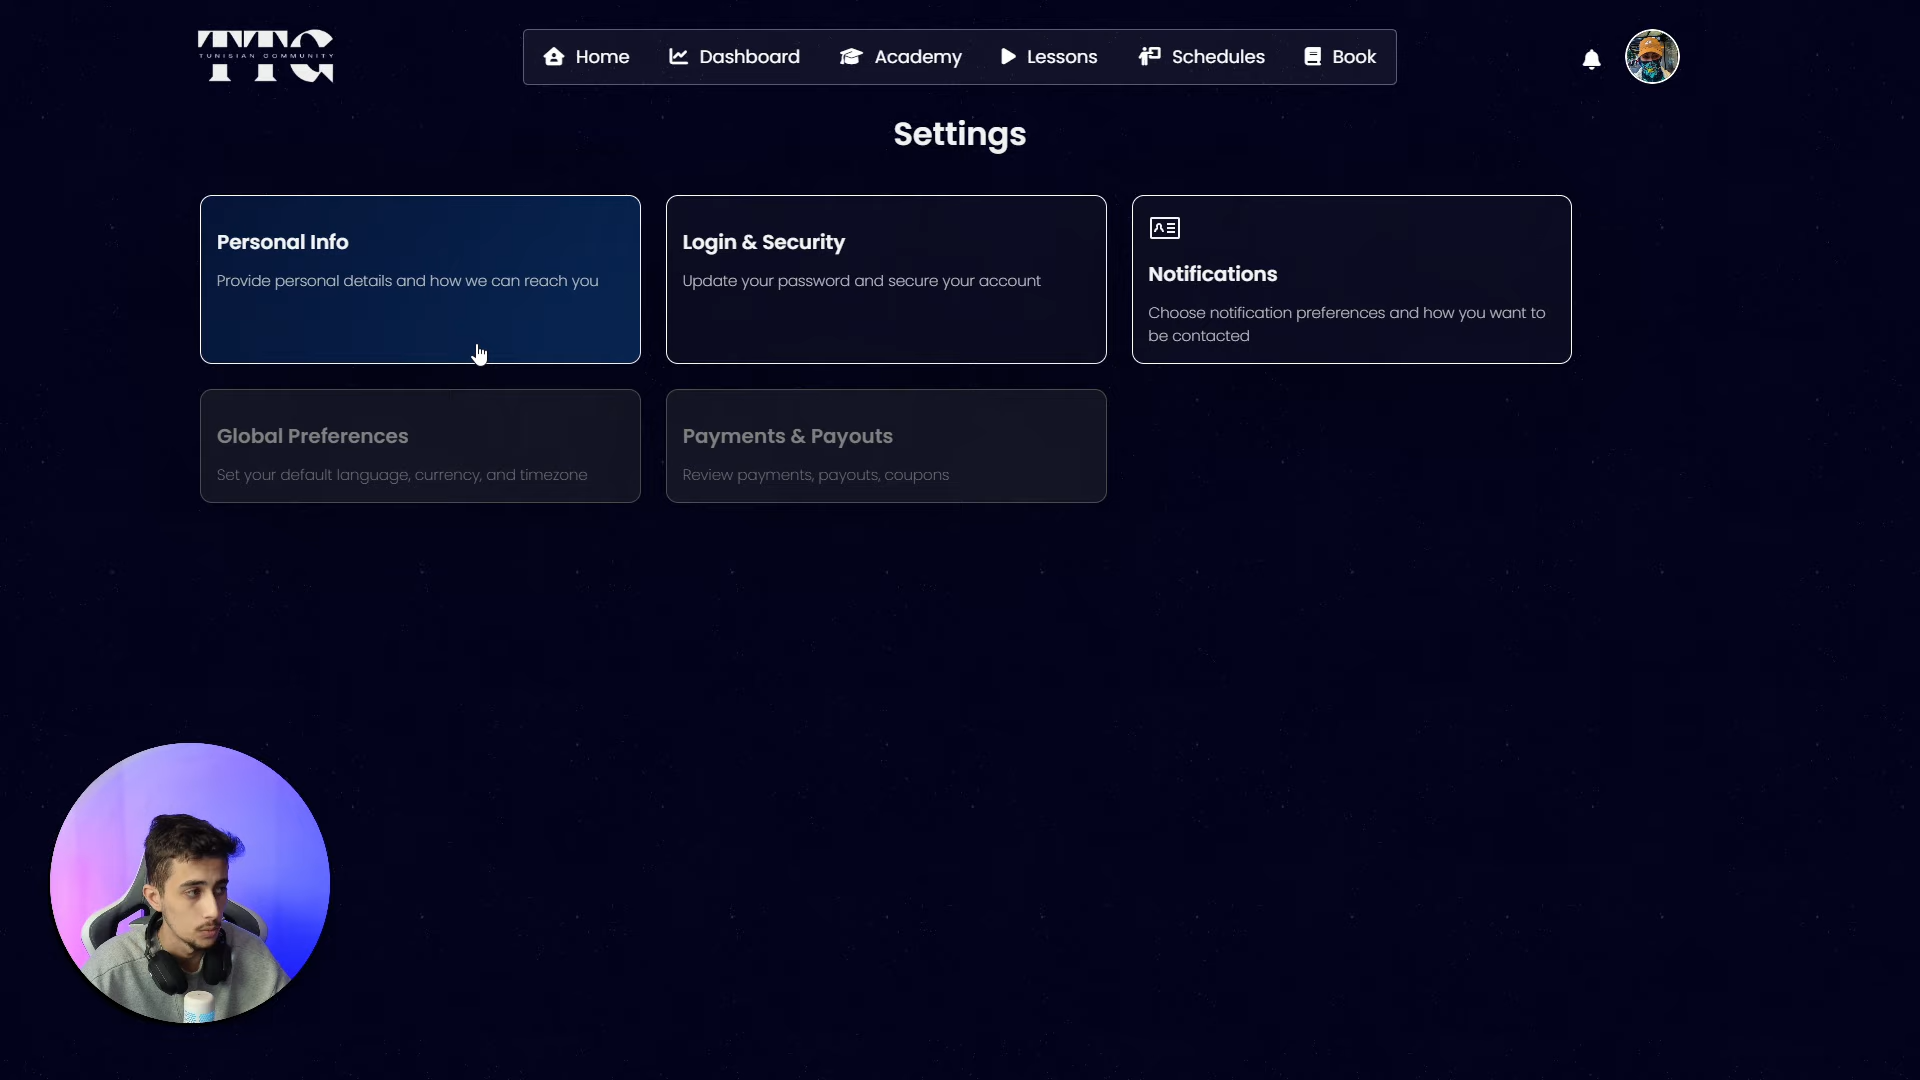 TTC
TUNISIAN COMMUNITY
Home
Dashboard
Academy
Lessons
Schedules
Book
Settings
Personal Info
Provide personal details and how we can reach you
Login & Security
Update your password and secure your account
Notifications
Choose notification preferences and how you want to
be contacted
Global Preferences
Set your default language, currency, and timezone
Payments & Payouts
Review payments, payouts, coupons